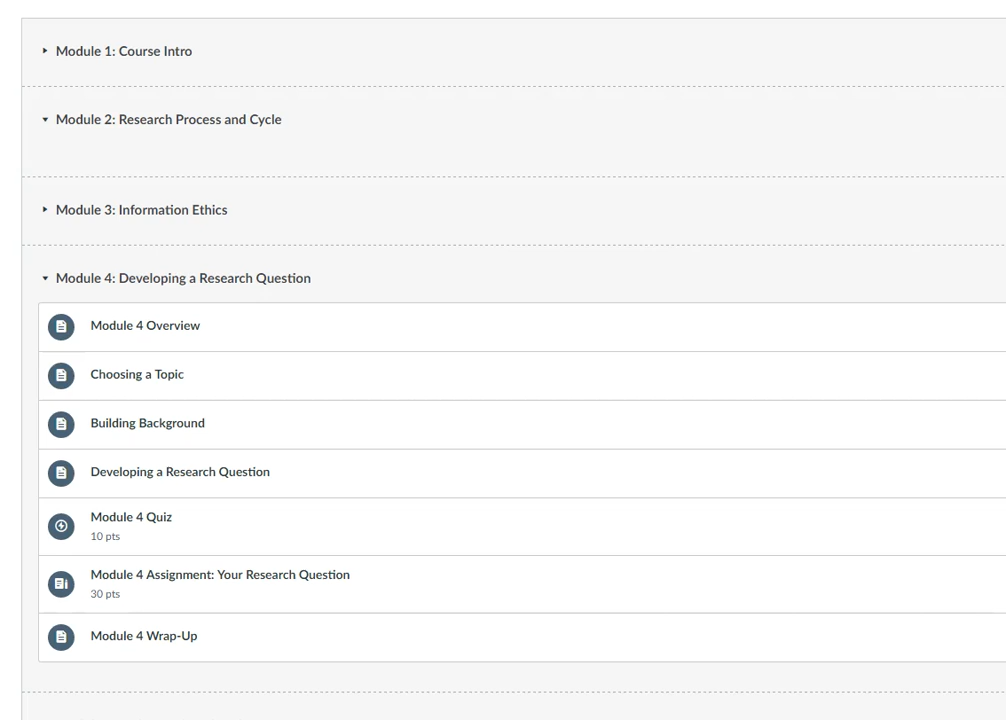 Module 1: Course Intro
Module 2: Research Process and Cycle
Module 3: Information Ethics
Module 4: Developing a Research Question
Module 4 Overview
Choosing a Topic
Building Background
Developing a Research Question
Module 4 Quiz
10 pts
Module 4 Assignment: Your Research Question
30 pts
Module 4 Wrap-Up